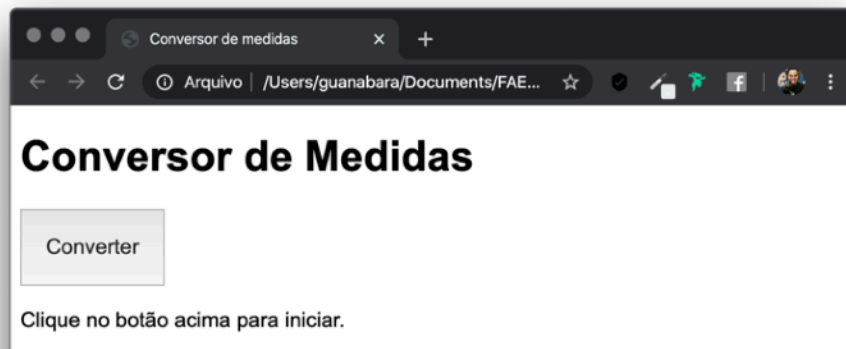 Conversor de medidas
Arquivo | /Users/guanabara/Documents/FAE...
Conversor de Medidas
Converter
Clique no botão acima para iniciar.